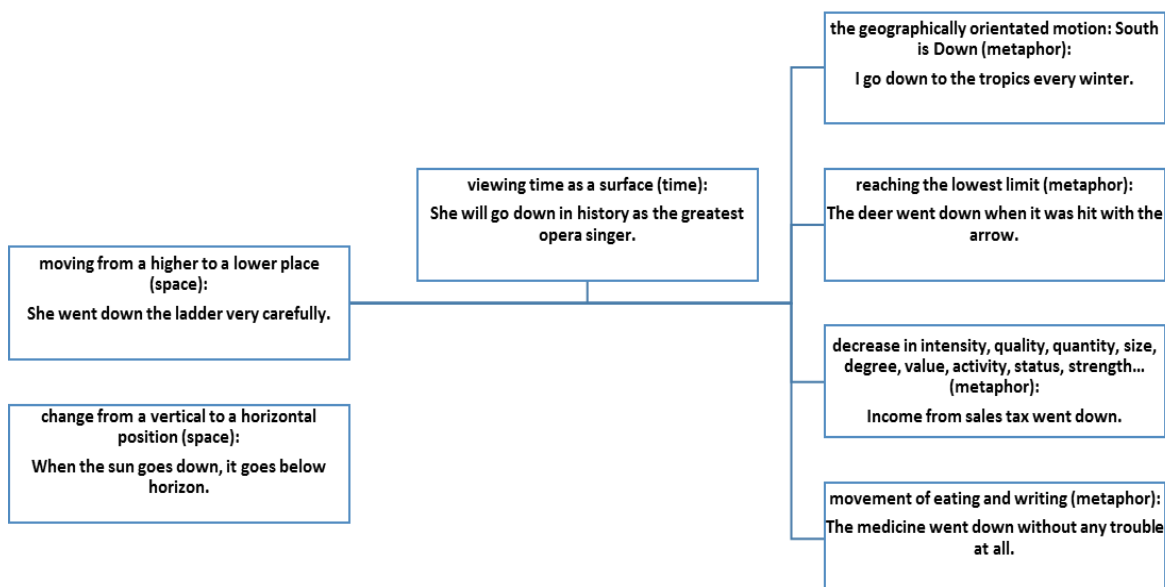 the geographically orientated motion: South
is Down (metaphor):
I go down to the tropics every winter.
viewing time as a surface (time):
She will go down in history as the greatest
opera singer.
reaching the lowest limit (metaphor):
The deer went down when it was hit with the
arrow.
moving from a higher to a lower place
(space):
She went down the ladder very carefully.
decrease in intensity, quality, quantity, size,
degree, value, activity, status, strength...
(metaphor):
Income from sales tax went down.
change from a vertical to a horizontal
position (space):
When the sun goes down, it goes below
horizon.
movement of eating and writing (metaphor):
The medicine went down without any trouble
at all.